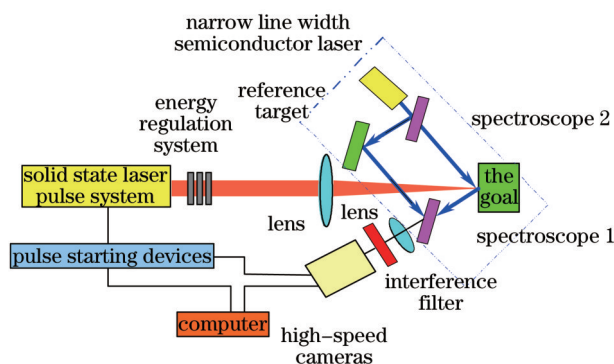 narrow line width
semiconductor laser
reference
target
energy
regulation
system
spectroscope 2
solid state laser
pulse system
the
goal
lens
lens
spectroscope 1
pulse starting devices
interference
filter
computer
high-speed
cameras